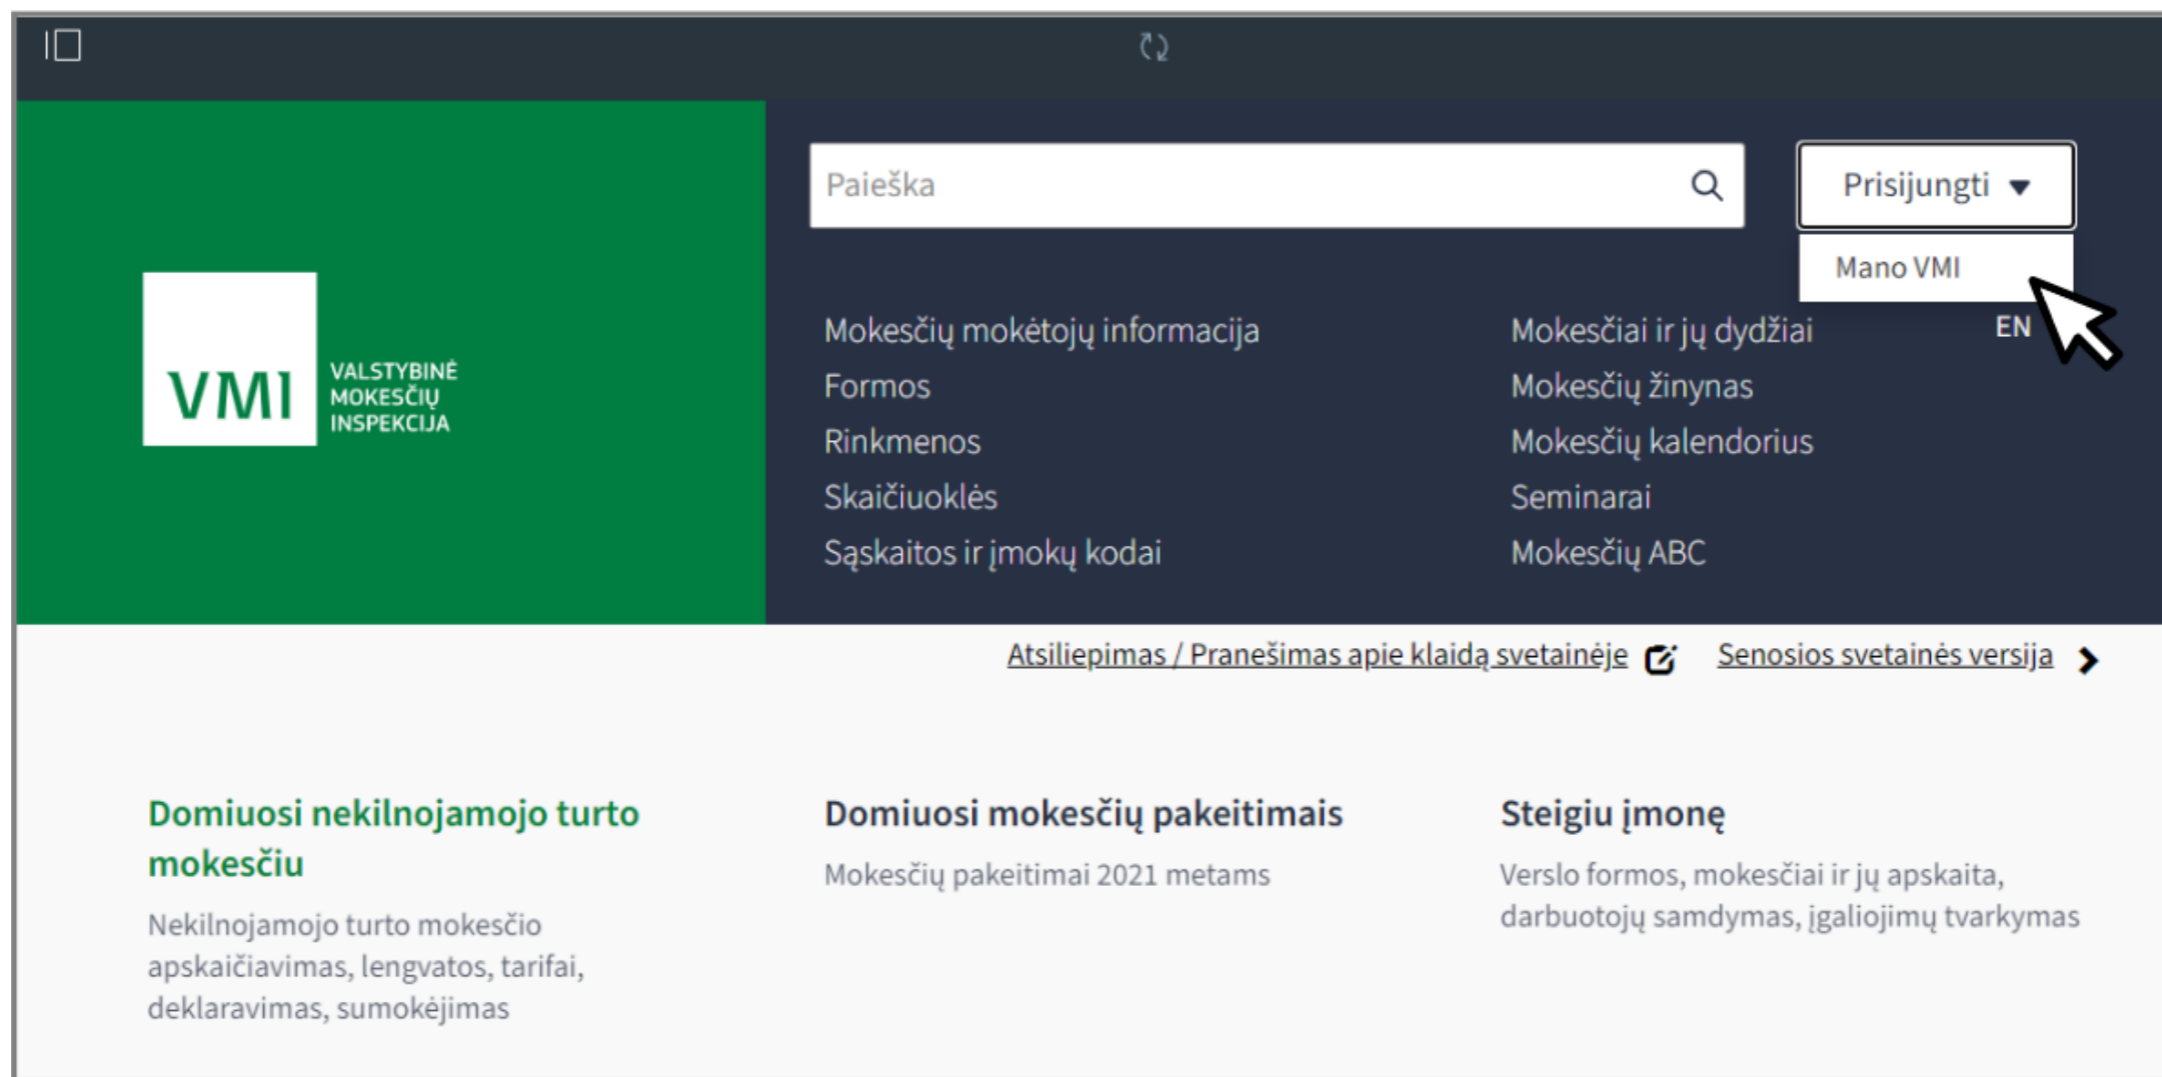 Paieška
Prisijungti
Mano VMI
EN
VMI
VALSTYBINĖ
MOKESČIŲ
INSPEKCIJA
Mokesčių mokėtojų informacija
Formos
Rinkmenos
Skaičiuoklės
Sąskaitos ir įmokų kodai
Mokesčiai ir jų dydžiai
Mokesčių žinynas
Mokesčių kalendorius
Seminarai
Mokesčių ABC
Atsiliepimas / Pranešimas apie klaidą svetainėje
Senosios svetainės versija
Domiuosi nekilnojamojo turto
mokesčiu
Nekilnojamojo turto mokesčio
apskaičiavimas, lengvatos, tarifai,
deklaravimas, sumokėjimas
Domiuosi mokesčių pakeitimais
Mokesčių pakeitimai 2021 metams
Steigiu įmonę
Verslo formos, mokesčiai ir jų apskaita,
darbuotojų samdymas, įgaliojimų tvarkymas